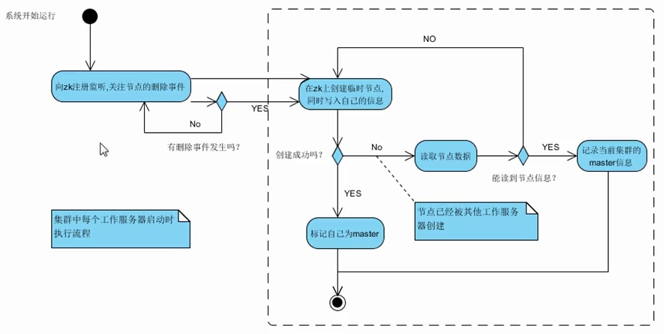 系统开始运行
NO
向zk注册监听,关注节点的删除事件
在zk上创建临时节点,
同时写入自己的信息
YES
No
有删除事件发生吗?
创建成功吗?
No
读取节点数据
YES
记录当前集群的
master信息
能读到节点信息?
YES
集群中每个工作服务器启动时
执行流程
节点已经被其他工作服务
器创建
标记自己为master